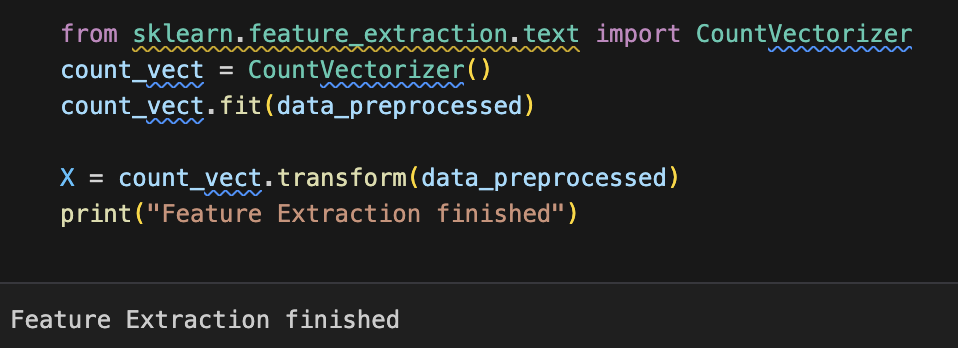 from sklearn.feature_extraction.text import CountVectorizer
count_vect = CountVectorizer()
count_vect.fit(data_preprocessed)
X = count_vect.transform(data_preprocessed)
print("Feature Extraction finished")
Feature Extraction finished